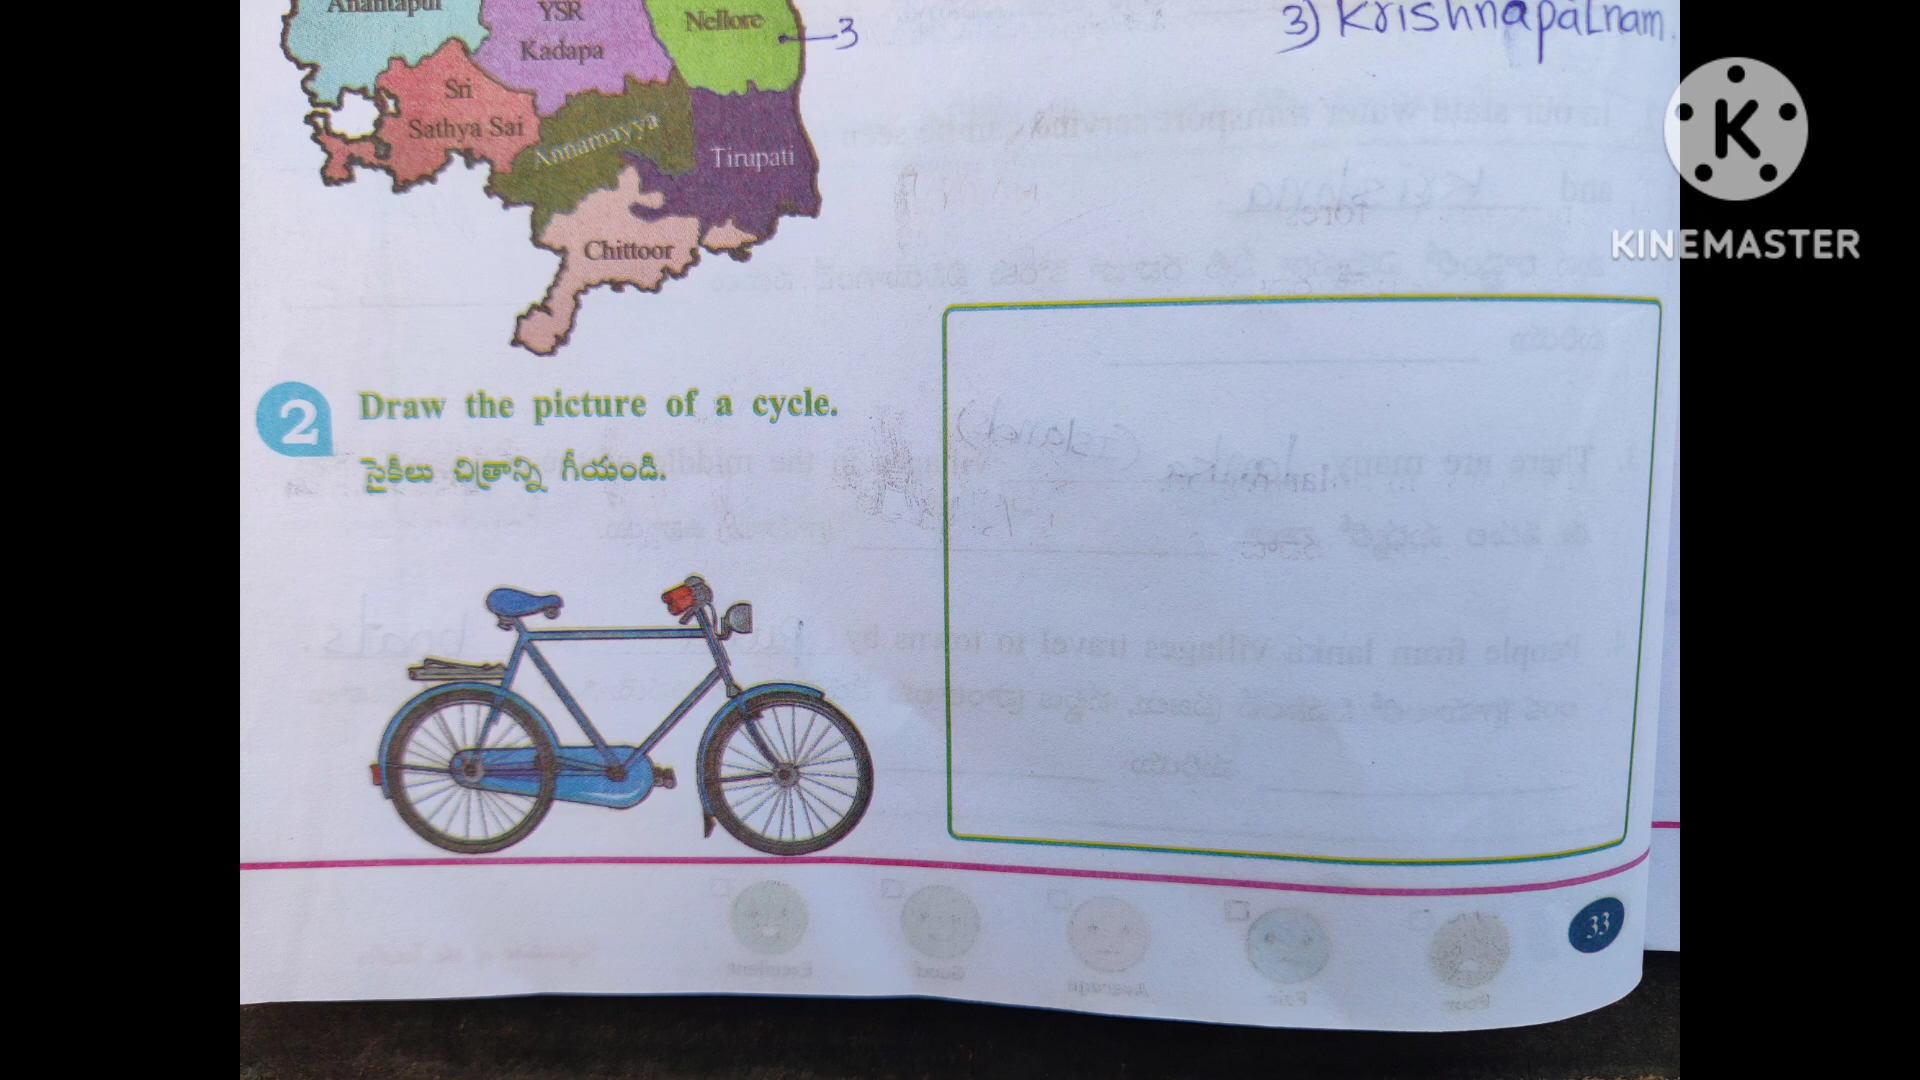 Anantapur
YSR
Kadapa
Nellore
3
3) Krishnapatnam.
Sri
Sathya Sai
Annamayya
Tirupati
Chittoor
KINEMASTER
2 Draw the picture of a cycle.
సైకిలు చిత్రాన్ని గీయండి.
33